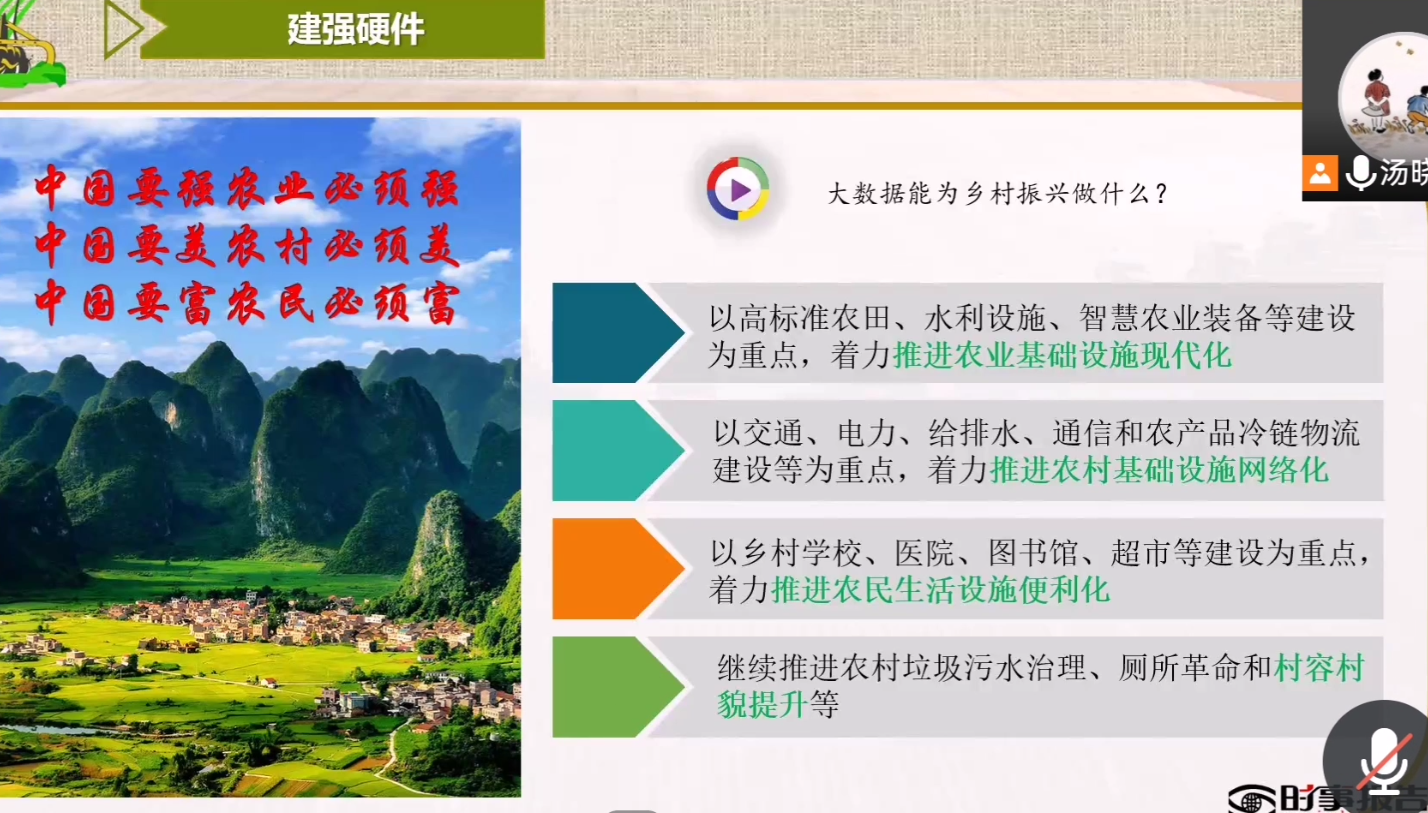 建强硬件
中国要强农业必须强
中国要美农村必须美
中国要富农民必须富
大数据能为乡村振兴做什么？
以高标准农田、水利设施、智慧农业装备等建设
为重点，着力推进农业基础设施现代化
以交通、电力、给排水、通信和农产品冷链物流
建设等为重点，着力推进农村基础设施网络化
以乡村学校、医院、图书馆、超市等建设为重点，
着力推进农民生活设施便利化
继续推进农村垃圾污水治理、厕所革命和村容村
貌提升等
汤晓
时事报告